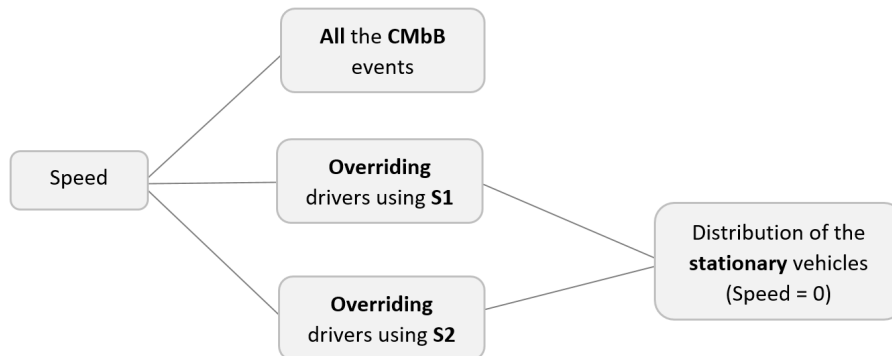 All the CMbB
events
Speed
Overriding
drivers using S1
Distribution of the
stationary vehicles
(Speed = 0)
Overriding
drivers using S2